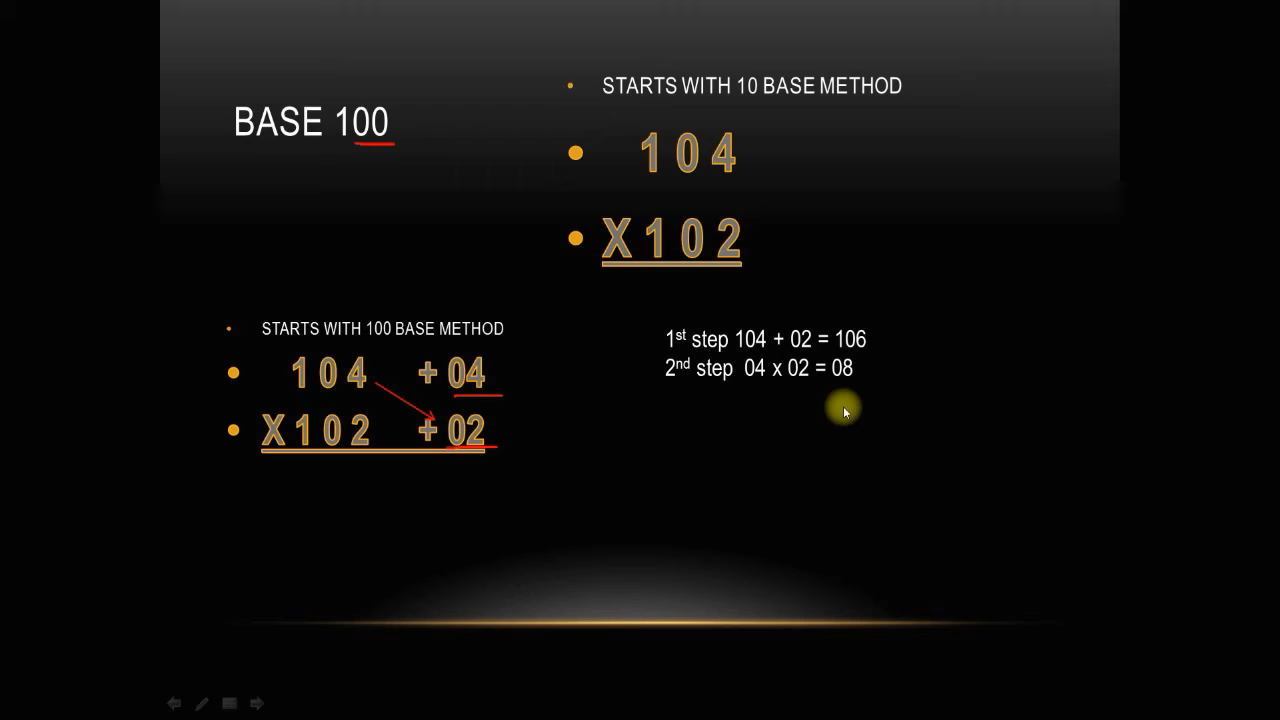 BASE 100
• STARTS WITH 10 BASE METHOD
• 1 0 4
• X 1 0 2
• STARTS WITH 100 BASE METHOD
• 1 0 4 + 04
• X 1 0 2 + 02
1st step 104 + 02 = 106
2nd step 04 x 02 = 08